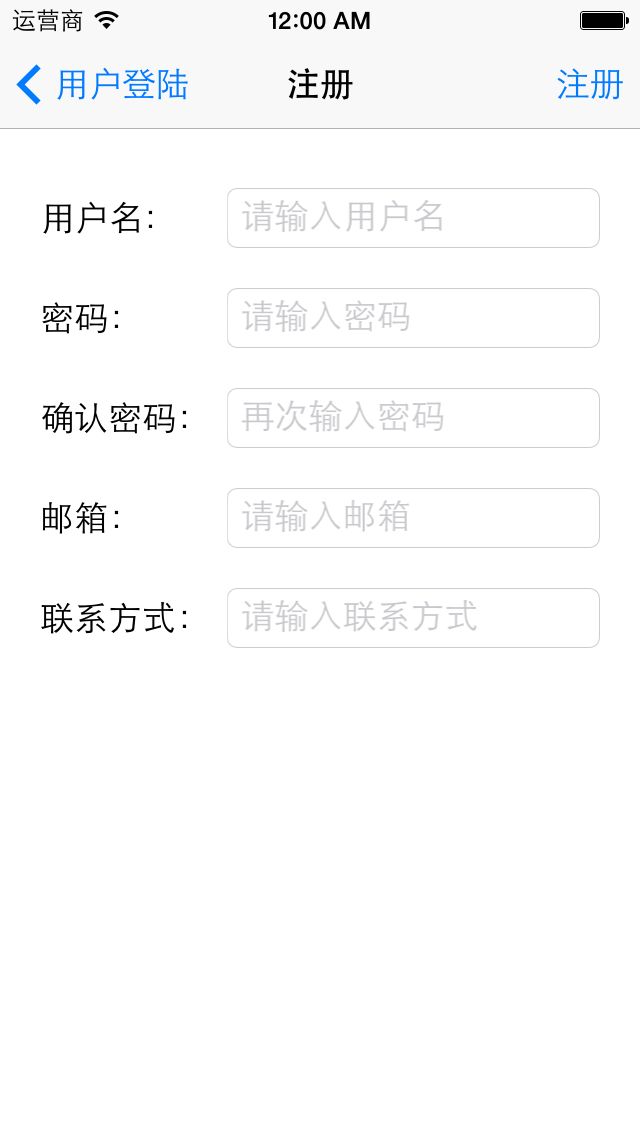 运营商 12:00 AM
用户登陆 注册 注册
用户名： 请输入用户名
密码： 请输入密码
确认密码： 再次输入密码
邮箱： 请输入邮箱
联系方式： 请输入联系方式